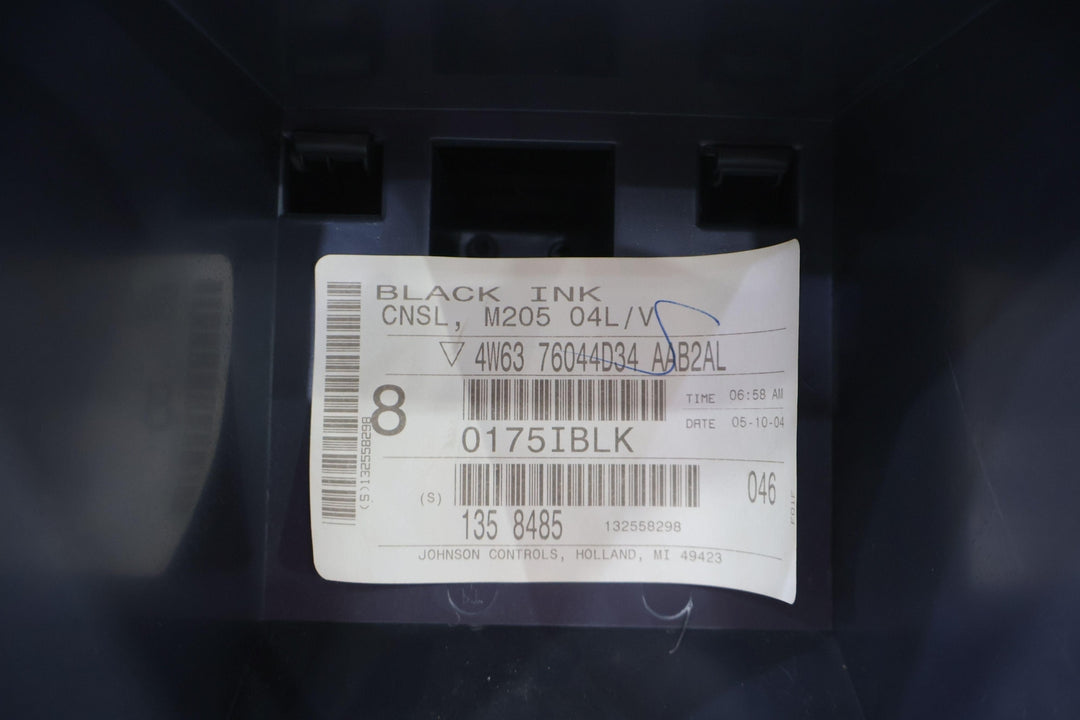 BLACK INK
CNSL, M205 04L/V
4W63 76044D34 AAB2AL
8
TIME 06:58 AM
DATE 05-10-04
0175IBLK
(S)132558298
(S)
046
135 8485 132558298
JOHNSON CONTROLS, HOLLAND, MI 49423